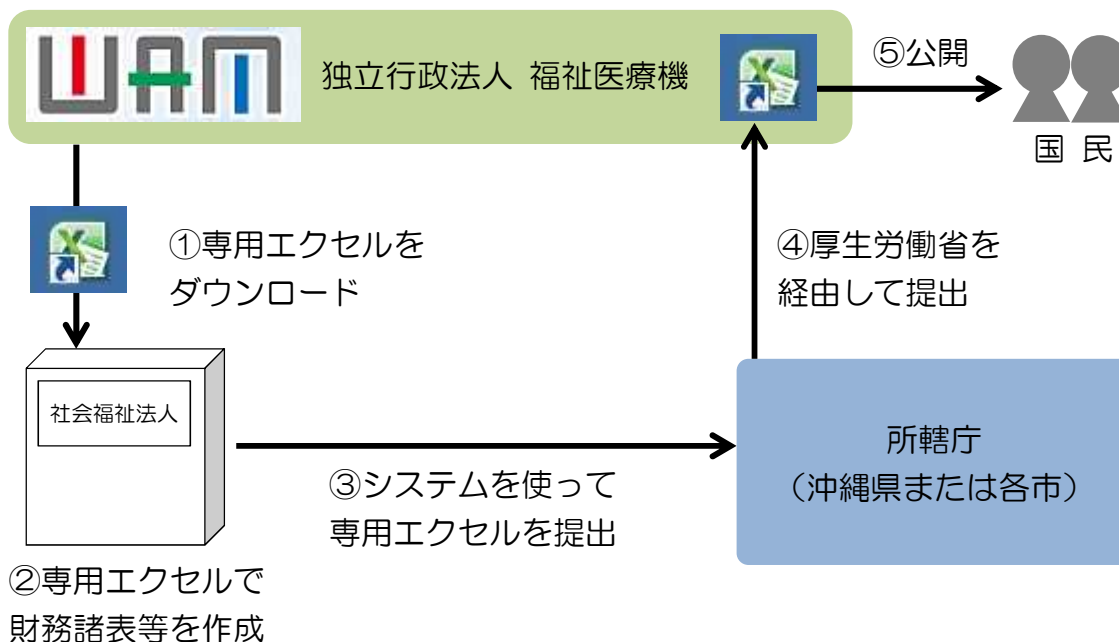 WAM
独立行政法人 福祉医療機
⑤公開
国 民
①専用エクセルを
ダウンロード
④厚生労働省を
経由して提出
社会福祉法人
所轄庁
（沖縄県または各市）
③システムを使って
専用エクセルを提出
②専用エクセルで
財務諸表等を作成